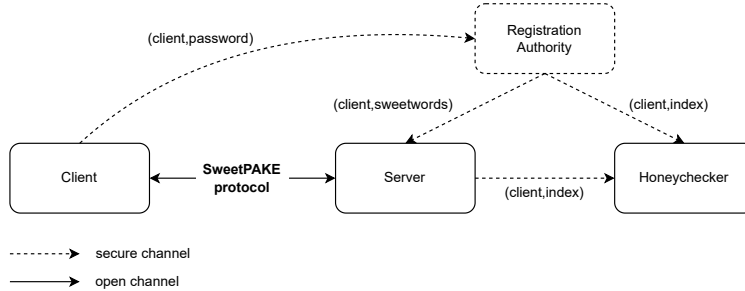 Registration
Authority
(client,password)
(client,sweetwords)
(client,index)
Client
SweetPAKE
protocol
Server
(client,index)
Honeychecker
secure channel
open channel